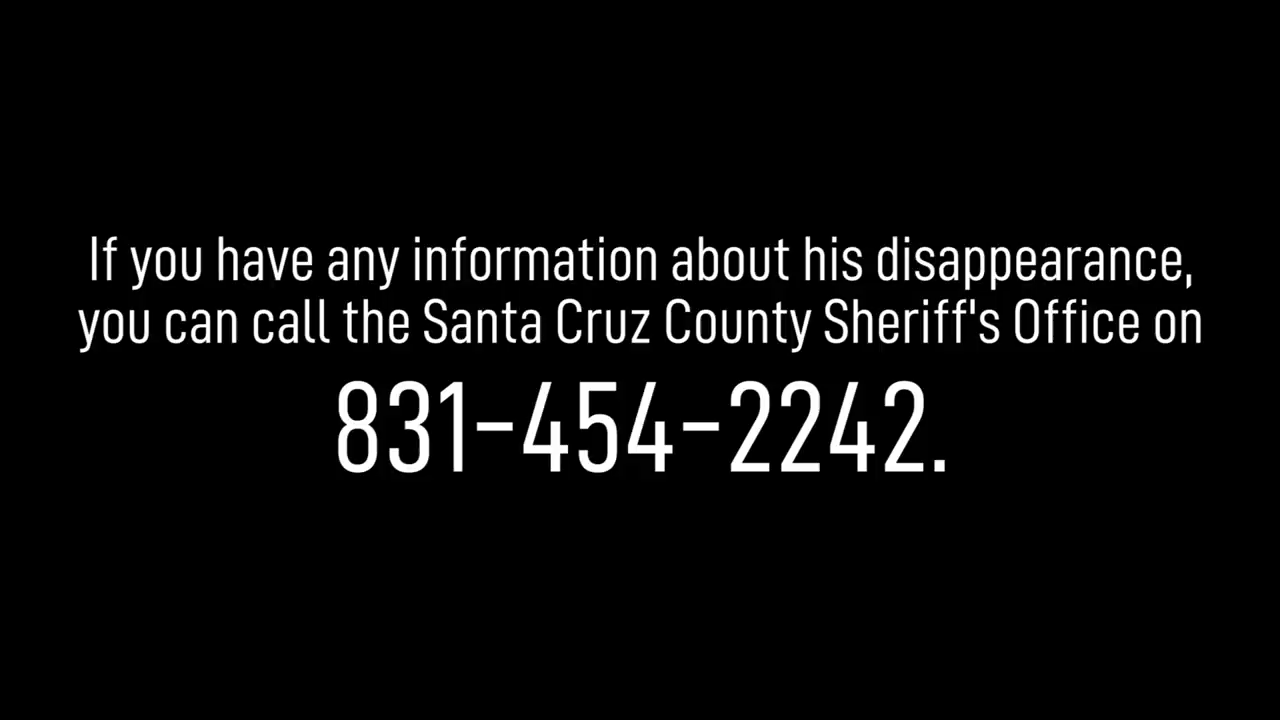 If you have any information about his disappearance,
you can call the Santa Cruz County Sheriff's Office on
831-454-2242.